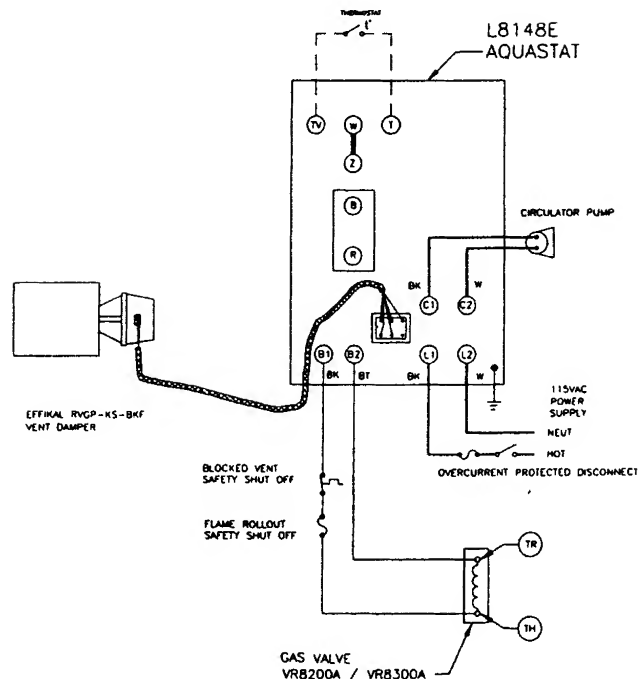 THERMOSTAT
L8148E
AQUASTAT
TV
W
T
Z
B
R
CIRCULATOR PUMP
BK
W
C1
C2
B1
B2
L1
L2
BK
BT
BK
W
115VAC
POWER
SUPPLY
NEUT
HOT
OVERCURRENT PROTECTED DISCONNECT
EFFIKAL RVGP-KS-BKF
VENT DAMPER
BLOCKED VENT
SAFETY SHUT OFF
FLAME ROLLOUT
SAFETY SHUT OFF
TR
TH
GAS VALVE
VR8200A / VR8300A